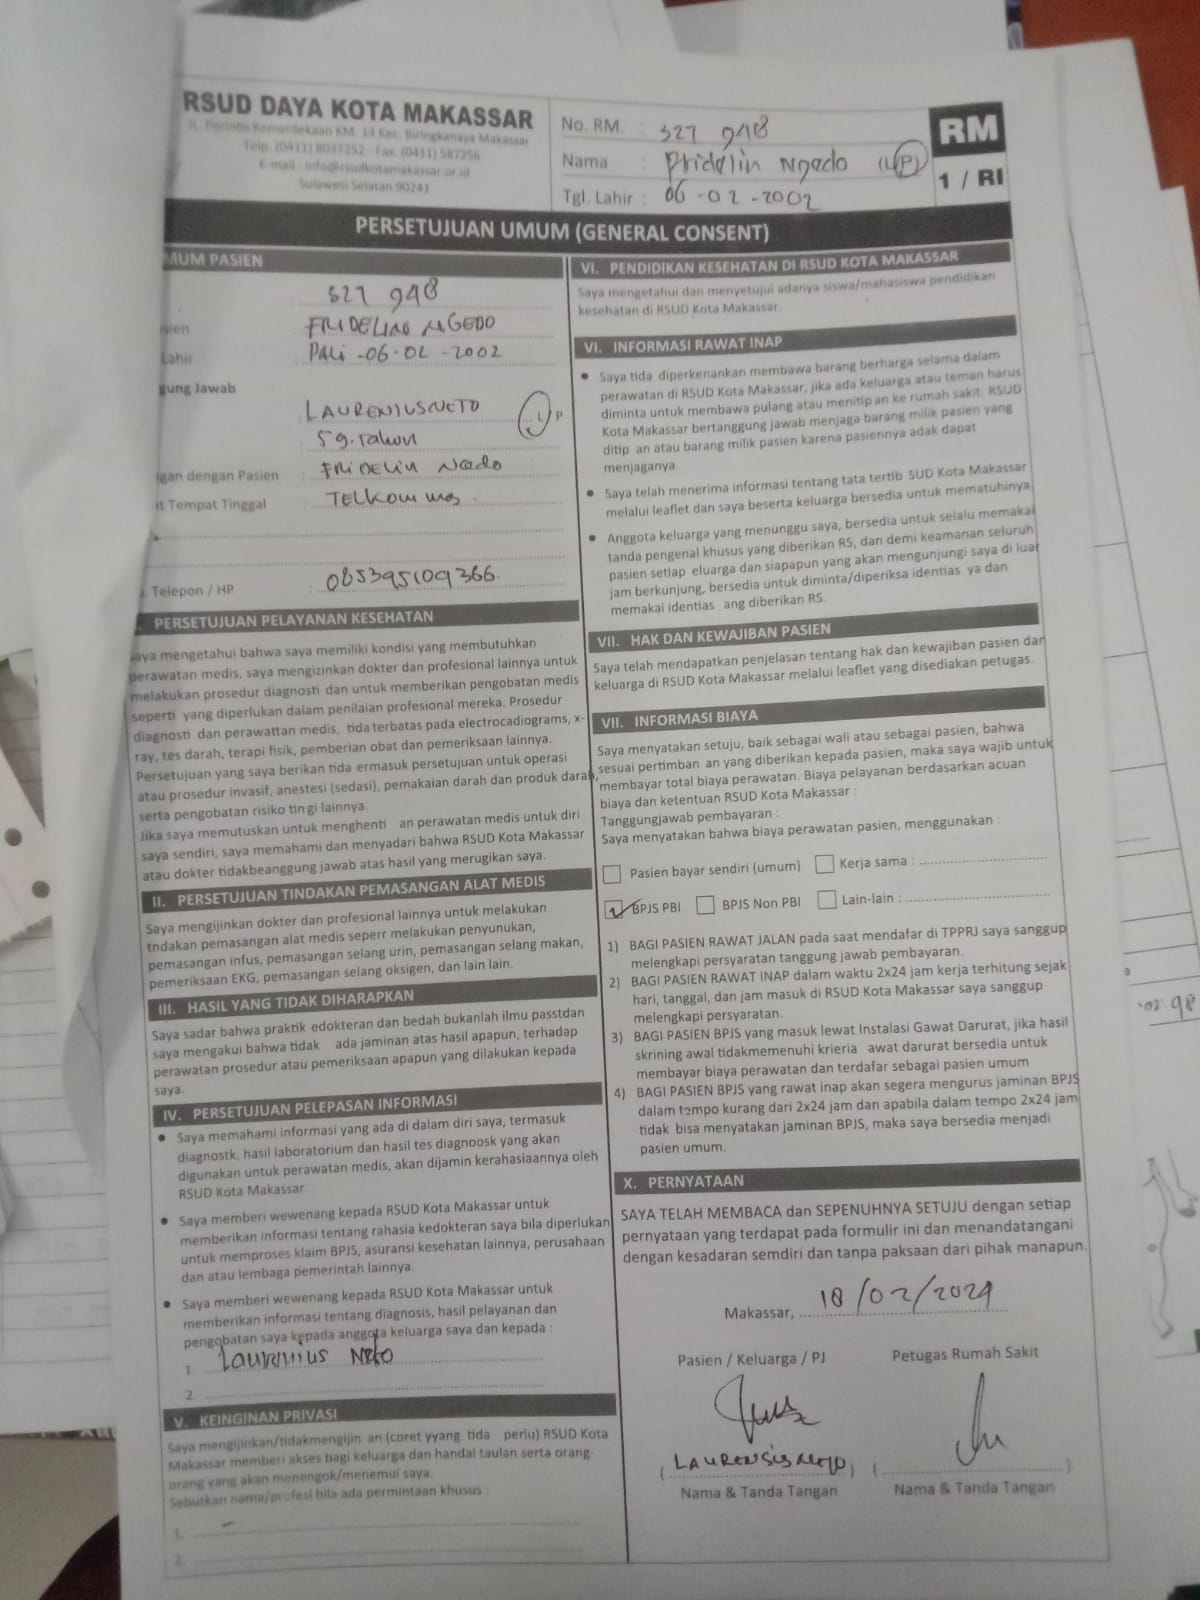 RSUD DAYA KOTA MAKASSAR
JL. Perintis Kemerdekaan KM. 14 Kec. Biringkanaya Makassar
Telp. (0411) 8037252 - Fax. (0411) 587256
E-mail : info@rsudkotamakassar.or.id
Sulawesi Selatan 90241
No. RM. : 327 948
Nama : Pridelin Ngedo (L/P)
Tgl. Lahir : 06-02-2002
RM
1 / RI
PERSETUJUAN UMUM (GENERAL CONSENT)
MUM PASIEN
327 948
sien FRIDELINO NGEDO
Lahir PALI-06-02-2002
gung Jawab
LAURENIUS NETO L P
59 Tahun
gan dengan Pasien : FRIDELIN Ngedo
t Tempat Tinggal : TELKOMMAS.
. Telepon / HP : 085395109366.
. PERSETUJUAN PELAYANAN KESEHATAN
saya mengetahui bahwa saya memiliki kondisi yang membutuhkan
perawatan medis, saya mengizinkan dokter dan profesional lainnya untuk
melakukan prosedur diagnosti dan untuk memberikan pengobatan medis
seperti yang diperlukan dalam penilaian profesional mereka. Prosedur
diagnosti dan perawattan medis, tida terbatas pada electrocadiograms, x-
ray, tes darah, terapi fisik, pemberian obat dan pemeriksaan lainnya.
Persetujuan yang saya berikan tida ermasuk persetujuan untuk operasi
atau prosedur invasif, anestesi (sedasi), pemakaian darah dan produk darah,
serta pengobatan risiko tin gi lainnya.
Jika saya memutuskan untuk menghenti an perawatan medis untuk diri
saya sendiri, saya memahami dan menyadari bahwa RSUD Kota Makassar
atau dokter tidakbeanggung jawab atas hasil yang merugikan saya.
II. PERSETUJUAN TINDAKAN PEMASANGAN ALAT MEDIS
Saya mengijinkan dokter dan profesional lainnya untuk melakukan
tndakan pemasangan alat medis seperr melakukan penyunukan,
pemasangan infus, pemasangan selang urin, pemasangan selang makan,
pemeriksaan EKG, pemasangan selang oksigen, dan lain lain.
III. HASIL YANG TIDAK DIHARAPKAN
Saya sadar bahwa praktik edokteran dan bedah bukanlah ilmu passtdan
saya mengakui bahwa tidak ada jaminan atas hasil apapun, terhadap
perawatan prosedur atau pemeriksaan apapun yang dilakukan kepada
saya.
IV. PERSETUJUAN PELEPASAN INFORMASI
• Saya memahami informasi yang ada di dalam diri saya, termasuk
diagnostk, hasil laboratorium dan hasil tes diagnoosk yang akan
digunakan untuk perawatan medis, akan dijamin kerahasiaannya oleh
RSUD Kota Makassar.
• Saya memberi wewenang kepada RSUD Kota Makassar untuk
memberikan informasi tentang rahasia kedokteran saya bila diperlukan
untuk memproses klaim BPJS, asuransi kesehatan lainnya, perusahaan
dan atau lembaga pemerintah lainnya.
• Saya memberi wewenang kepada RSUD Kota Makassar untuk
memberikan informasi tentang diagnosis, hasil pelayanan dan
pengobatan saya kepada anggota keluarga saya dan kepada :
1. Laurinius Neto
2.
V. KEINGINAN PRIVASI
Saya mengijinkan/tidakmengijin an (coret yyang tida perlu) RSUD Kota
Makassar memberi akses bagi keluarga dan handai taulan serta orang-
orang yang akan menengok/menemui saya.
Sebutkan nama/profesi bila ada permintaan khusus :
1. -
2.
VI. PENDIDIKAN KESEHATAN DI RSUD KOTA MAKASSAR
Saya mengetahui dan menyetujui adanya siswa/mahasiswa pendidikan
kesehatan di RSUD Kota Makassar.
VI. INFORMASI RAWAT INAP
• Saya tida diperkenankan membawa barang berharga selama dalam
perawatan di RSUD Kota Makassar, jika ada keluarga atau teman harus
diminta untuk membawa pulang atau menitip an ke rumah sakit. RSUD
Kota Makassar bertanggung jawab menjaga barang milik pasien yang
ditip an atau barang milik pasien karena pasiennya adak dapat
menjaganya.
• Saya telah menerima informasi tentang tata tertib SUD Kota Makassar
melalui leaflet dan saya beserta keluarga bersedia untuk mematuhinya
• Anggota keluarga yang menunggu saya, bersedia untuk selalu memakai
tanda pengenal khusus yang diberikan RS, dan demi keamanan seluruh
pasien setiap eluarga dan siapapun yang akan mengunjungi saya di luar
jam berkunjung, bersedia untuk diminta/diperiksa identias ya dan
memakai identias ang diberikan RS.
VII. HAK DAN KEWAJIBAN PASIEN
Saya telah mendapatkan penjelasan tentang hak dan kewajiban pasien dan
keluarga di RSUD Kota Makassar melalui leaflet yang disediakan petugas.
VII. INFORMASI BIAYA
Saya menyatakan setuju, baik sebagai wali atau sebagai pasien, bahwa
sesuai pertimban an yang diberikan kepada pasien, maka saya wajib untuk
membayar total biaya perawatan. Biaya pelayanan berdasarkan acuan
biaya dan ketentuan RSUD Kota Makassar :
Tanggungjawab pembayaran :
Saya menyatakan bahwa biaya perawatan pasien, menggunakan :
Pasien bayar sendiri (umum) Kerja sama :
BPJS PBI BPJS Non PBI Lain-lain :
1) BAGI PASIEN RAWAT JALAN pada saat mendafar di TPPRJ saya sanggup
melengkapi persyaratan tanggung jawab pembayaran.
2) BAGI PASIEN RAWAT INAP dalam waktu 2x24 jam kerja terhitung sejak
hari, tanggal, dan jam masuk di RSUD Kota Makassar saya sanggup
melengkapi persyaratan.
3) BAGI PASIEN BPJS yang masuk lewat Instalasi Gawat Darurat, jika hasil
skrining awal tidakmemenuhi krieria awat darurat bersedia untuk
membayar biaya perawatan dan terdafar sebagai pasien umum
4) BAGI PASIEN BPJS yang rawat inap akan segera mengurus jaminan BPJS
dalam tempo kurang dari 2x24 jam dan apabila dalam tempo 2x24 jam
tidak bisa menyatakan jaminan BPJS, maka saya bersedia menjadi
pasien umum.
X. PERNYATAAN
SAYA TELAH MEMBACA dan SEPENUHNYA SETUJU dengan setiap
pernyataan yang terdapat pada formulir ini dan menandatangani
dengan kesadaran semdiri dan tanpa paksaan dari pihak manapun.
Makassar, 18/02/2024
Pasien / Keluarga / PJ Petugas Rumah Sakit
( LAURENSIS NETO ) ( )
Nama & Tanda Tangan Nama & Tanda Tangan
02 98